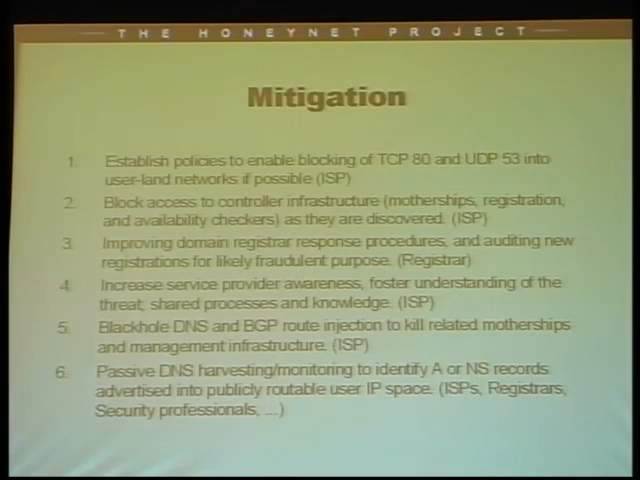 THE HONEYNET PROJECT
Mitigation
1. Establish policies to enable blocking of TCP 80 and UDP 53 into
user-land networks if possible (ISP)
2. Block access to controller infrastructure (motherships, registration,
and availability checkers) as they are discovered. (ISP)
3. Improving domain registrar response procedures, and auditing new
registrations for likely fraudulent purpose. (Registrar)
4. Increase service provider awareness, foster understanding of the
threat, shared processes and knowledge. (ISP)
5. Blackhole DNS and BGP route injection to kill related motherships
and management infrastructure. (ISP)
6. Passive DNS harvesting/monitoring to identify A or NS records
advertised into publicly routable user IP space. (ISPs, Registrars,
Security professionals, ...)